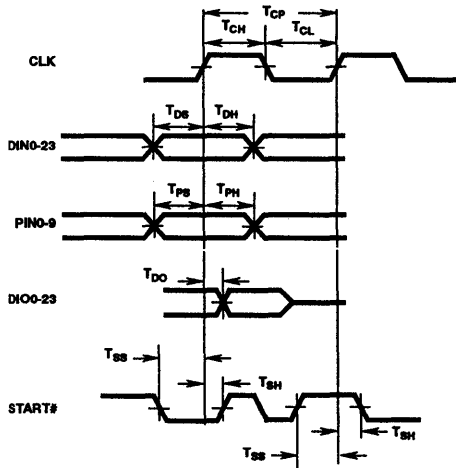 TCP
TCH TCL
CLK
TDS TDH
DIN0-23
TPS TPH
PIN0-9
TDO
DIO0-23
TSS
TSH
START#
TSH
TSS